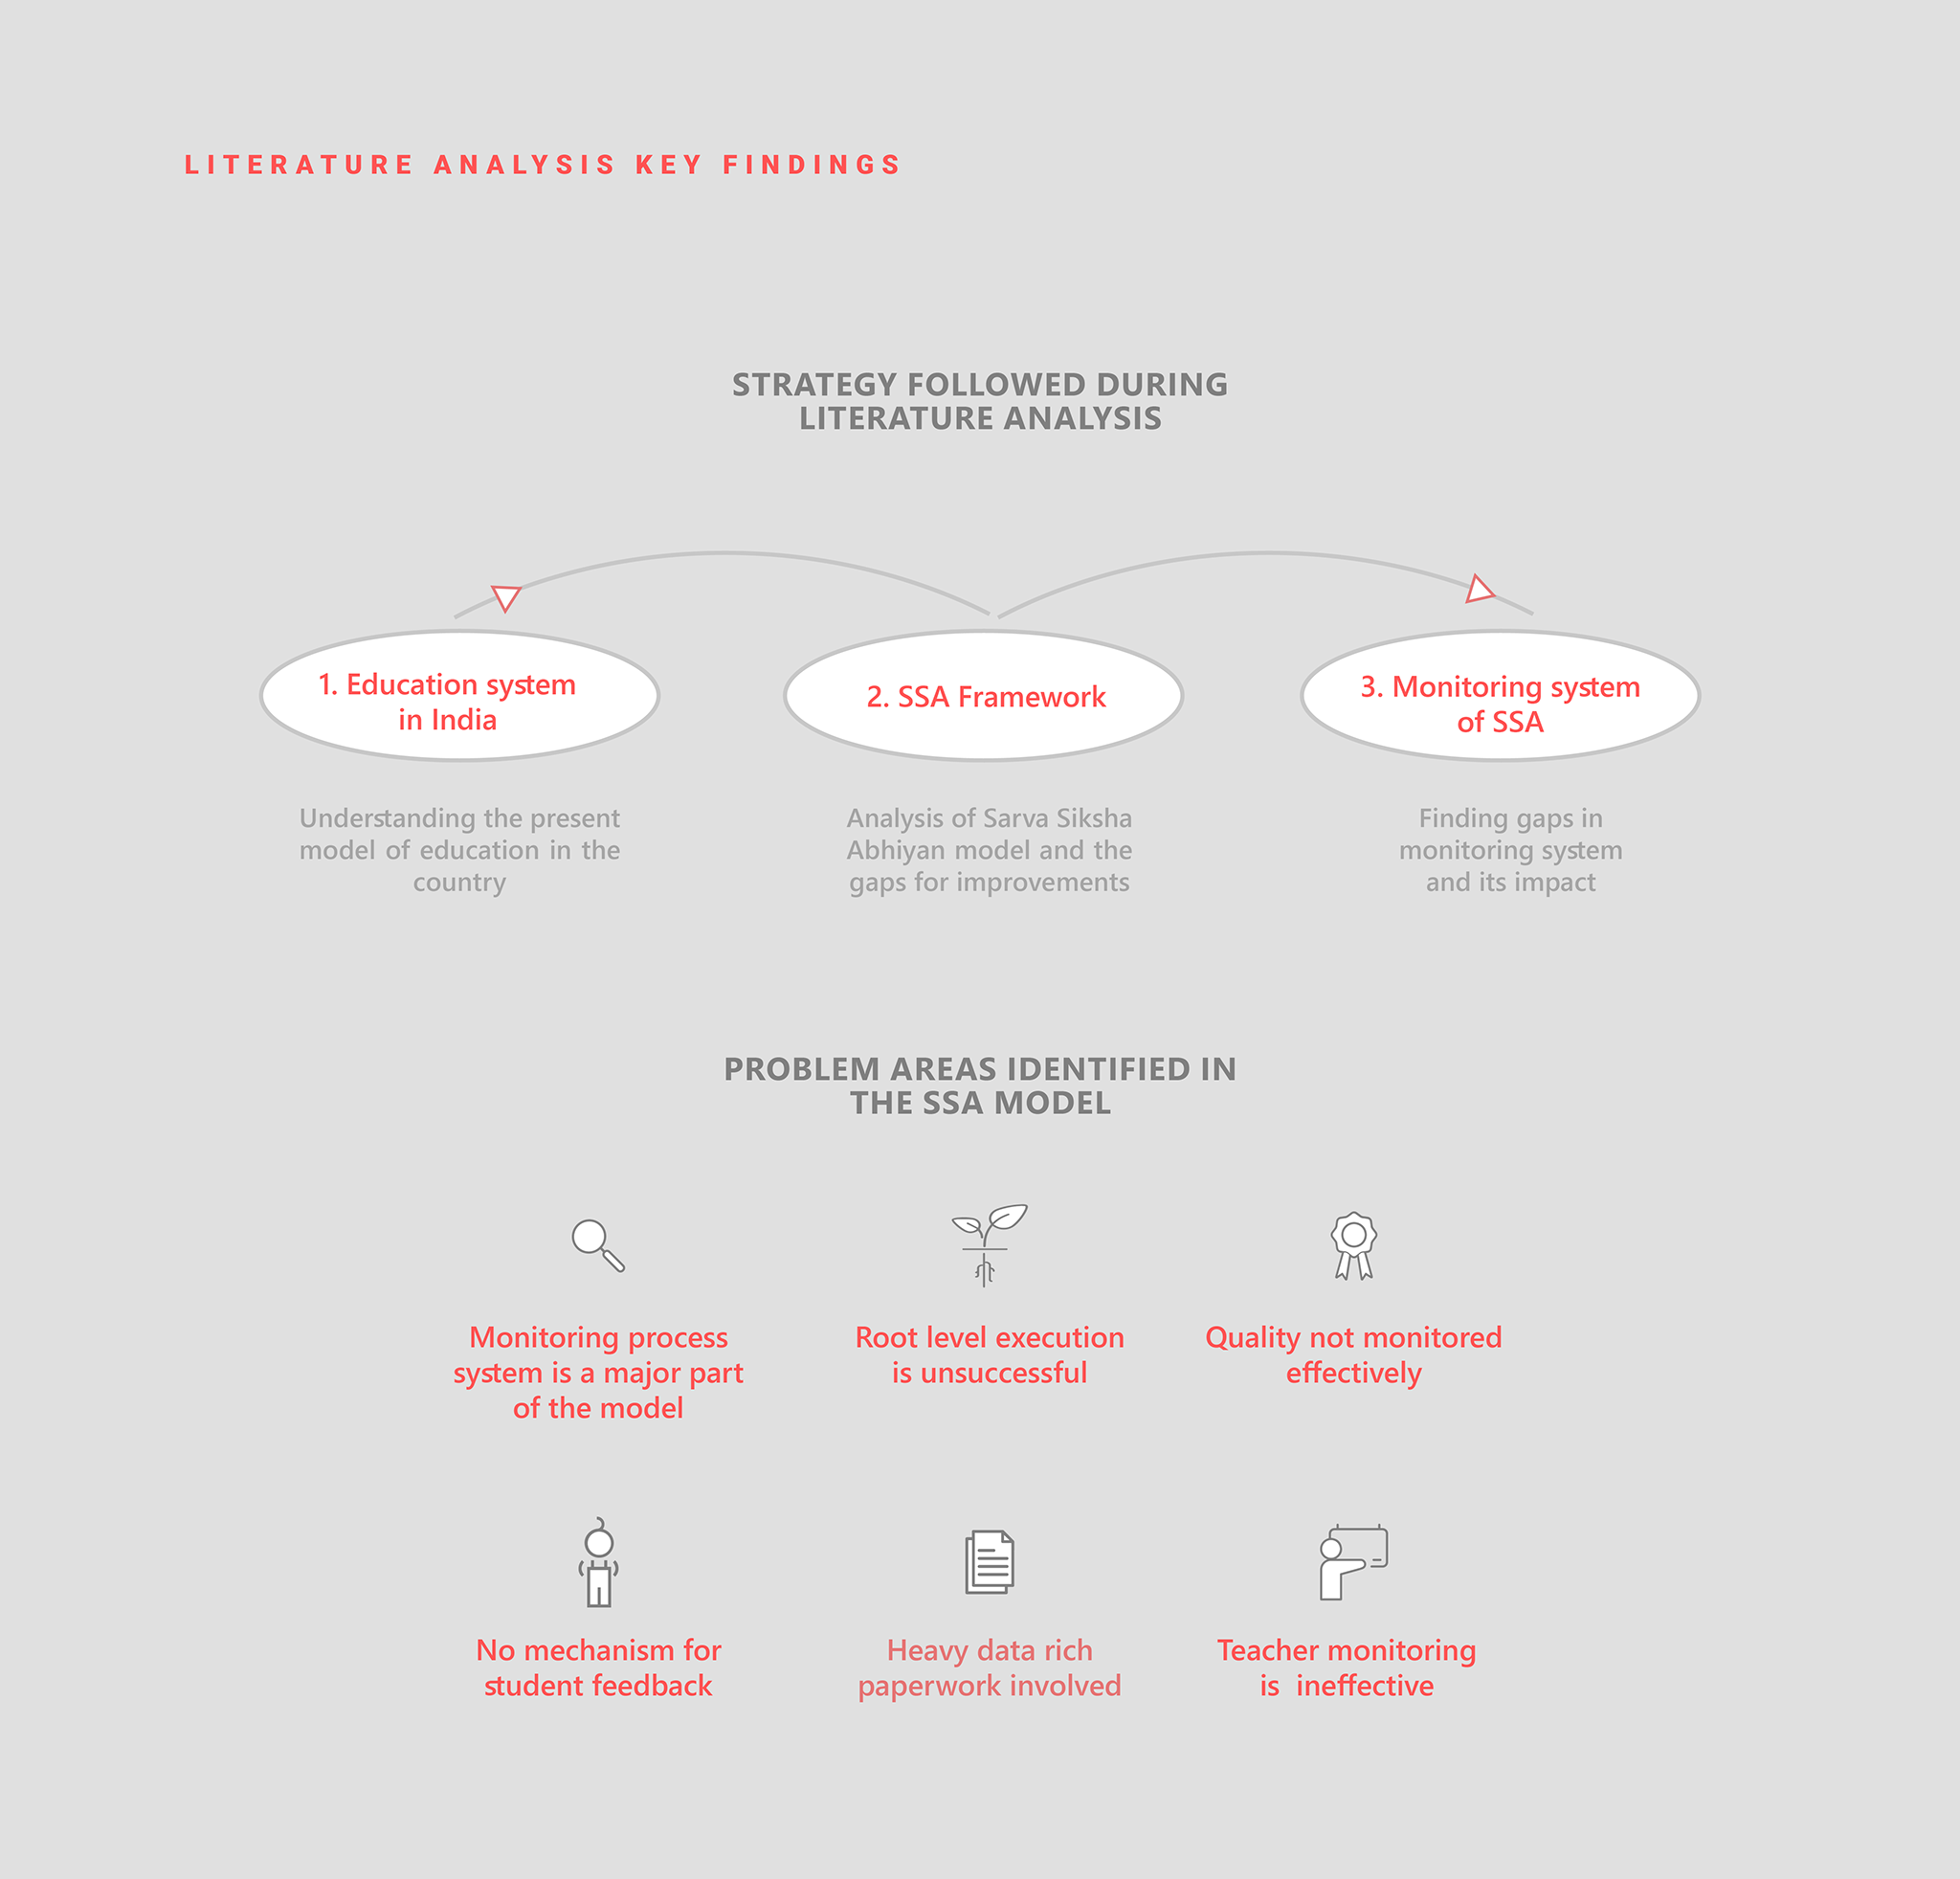 LITERATURE ANALYSIS KEY FINDINGS
STRATEGY FOLLOWED DURING
LITERATURE ANALYSIS
1. Education system
in India
2. SSA Framework
3. Monitoring system
of SSA
Understanding the present
model of education in the
country
Analysis of Sarva Siksha
Abhiyan model and the
gaps for improvements
Finding gaps in
monitoring system
and its impact
PROBLEM AREAS IDENTIFIED IN
THE SSA MODEL
Monitoring process
system is a major part
of the model
Root level execution
is unsuccessful
Quality not monitored
effectively
No mechanism for
student feedback
Heavy data rich
paperwork involved
Teacher monitoring
is  ineffective